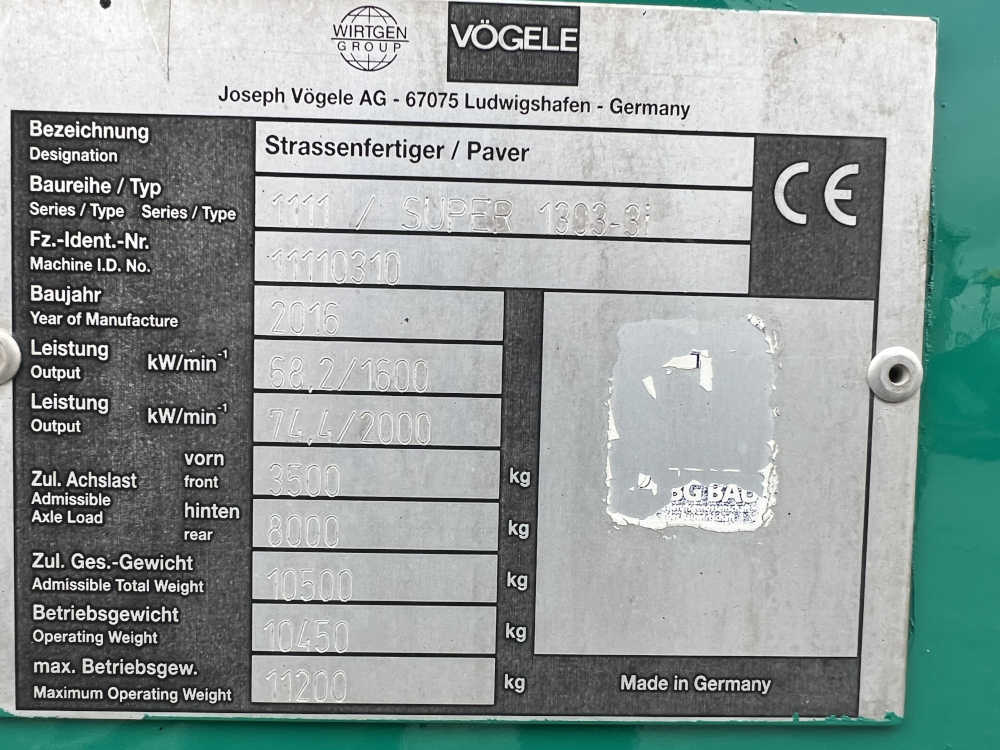 WIRTGEN
GROUP
VÖGELE
Joseph Vögele AG - 67075 Ludwigshafen - Germany
Bezeichnung
Designation
Strassenfertiger / Paver
CE
Baureihe / Typ
Series / Type Series / Type
1111 / SUPER 1303-3i
Fz.-Ident.-Nr.
Machine I.D. No.
11110310
Baujahr
Year of Manufacture
2016
Leistung
Output
kW/min⁻¹
68,2/1600
Leistung
Output
kW/min⁻¹
74,4/2000
Zul. Achslast
Admissible
Axle Load
vorn
front
3500 kg
hinten
rear
8000 kg
Zul. Ges.-Gewicht
Admissible Total Weight
10500 kg
Betriebsgewicht
Operating Weight
10450 kg
max. Betriebsgew.
Maximum Operating Weight
11200 kg
BG BAU
Made in Germany